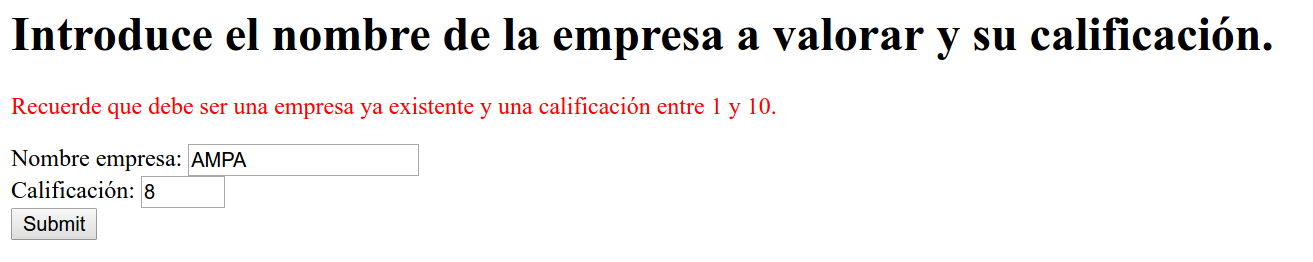 Introduce el nombre de la empresa a valorar y su calificación.
Recuerde que debe ser una empresa ya existente y una calificación entre 1 y 10.
Nombre empresa: AMPA
Calificación: 8
Submit